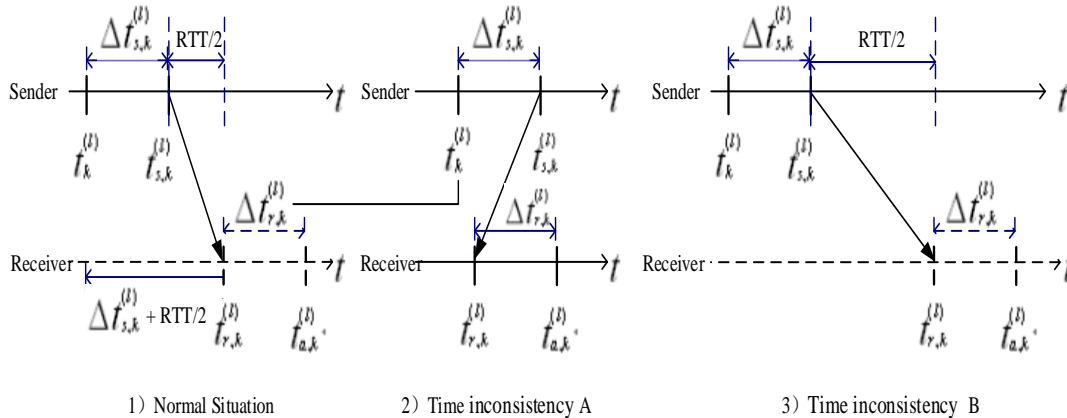 Δt_{s,k}^{(l)} RTT/2 Δt_{s,k}^{(l)} Δt_{s,k}^{(l)} RTT/2
Sender t Sender t Sender t
t_k^{(l)} t_{s,k}^{(l)} t_k^{(l)} t_{s,k}^{(l)} t_k^{(l)} t_{s,k}^{(l)}
Δt_{r,k}^{(l)} Δt_{r,k}^{(l)} Δt_{r,k}^{(l)}
Receiver t Receiver t Receiver t
Δt_{s,k}^{(l)} + RTT/2 t_{r,k}^{(l)} t_{a,k}^{(l)} t_{r,k}^{(l)} t_{a,k}^{(l)} t_{r,k}^{(l)} t_{a,k}^{(l)}
1）Normal Situation 2）Time inconsistency A 3）Time inconsistency B